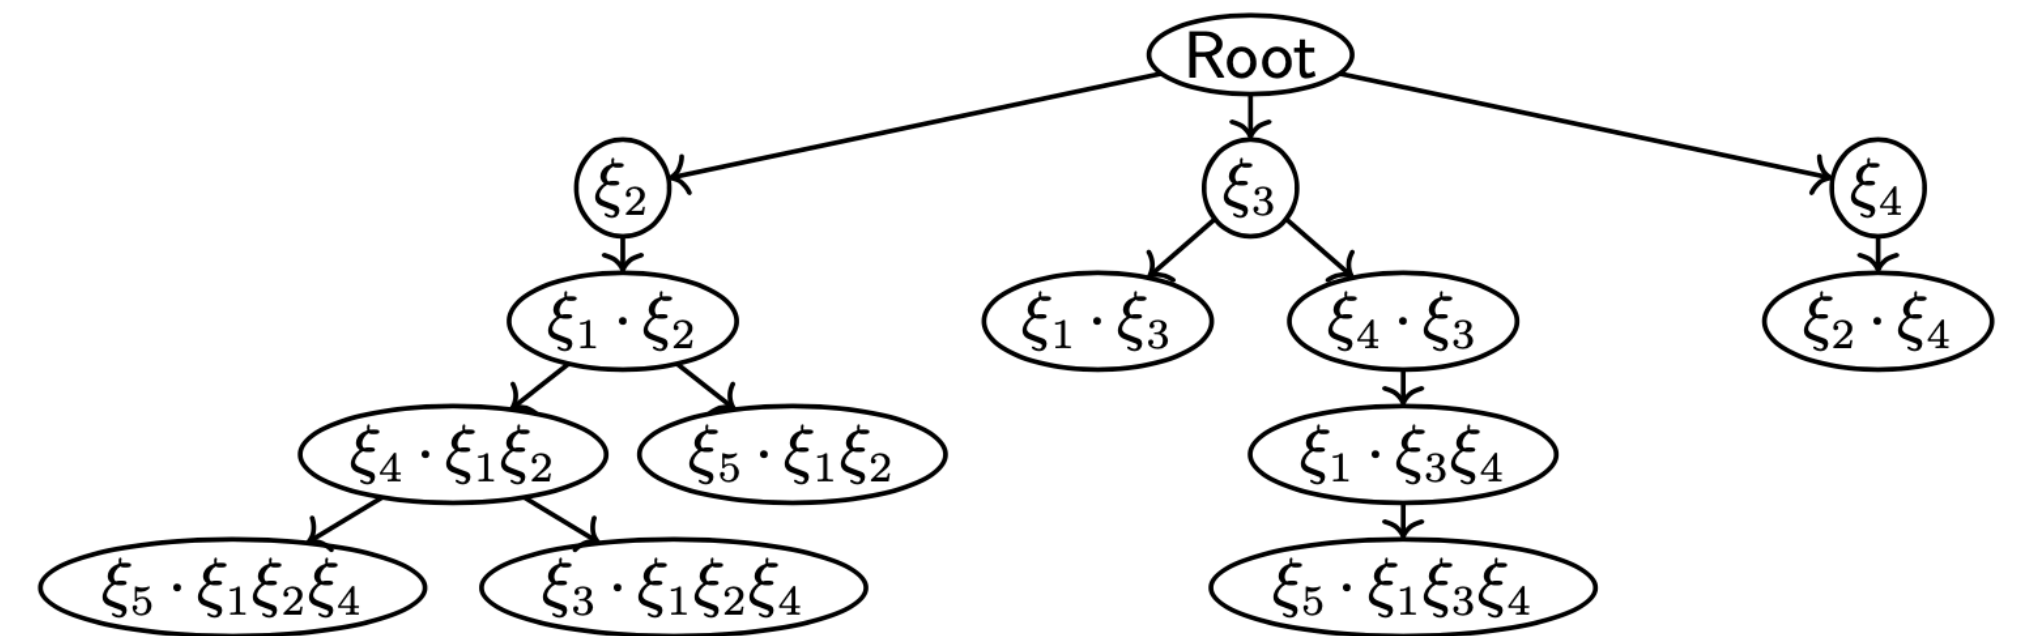 Root
ξ₂ ξ₃ ξ₄
ξ₁ · ξ₂ ξ₁ · ξ₃ ξ₄ · ξ₃ ξ₂ · ξ₄
ξ₄ · ξ₁ξ₂ ξ₅ · ξ₁ξ₂ ξ₁ · ξ₃ξ₄
ξ₅ · ξ₁ξ₂ξ₄ ξ₃ · ξ₁ξ₂ξ₄ ξ₅ · ξ₁ξ₃ξ₄